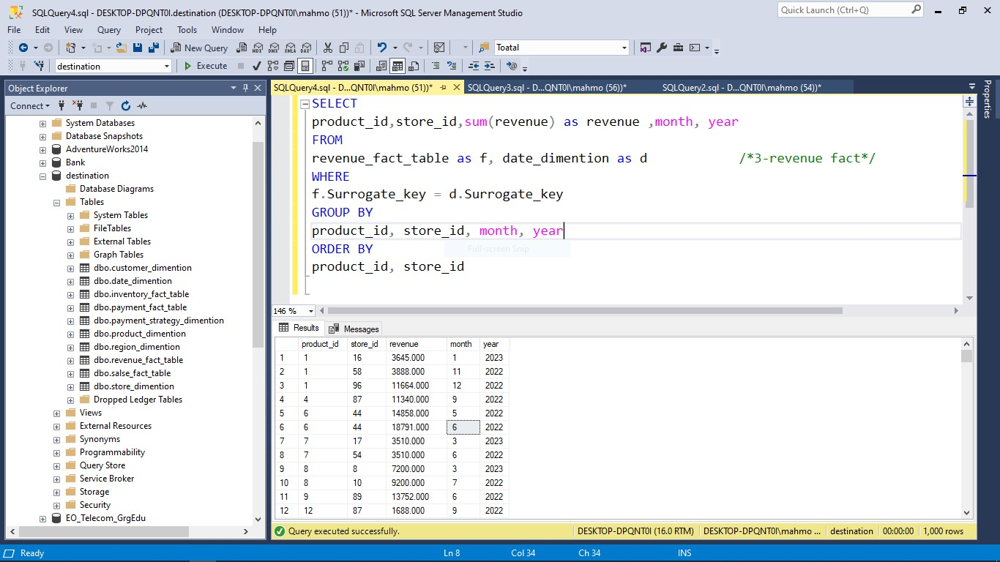 SQLQuery4.sql - DESKTOP-DPQNT0I.destination (DESKTOP-DPQNT0I\mahmo (51))* - Microsoft SQL Server Management Studio
Quick Launch (Ctrl+Q)
File Edit View Query Project Tools Window Help
New Query MDX DMX XMLA DAX Toatal
destination Execute
Object Explorer
Connect
System Databases
Database Snapshots
AdventureWorks2014
Bank
destination
Database Diagrams
Tables
System Tables
FileTables
External Tables
Graph Tables
dbo.customer_dimention
dbo.date_dimention
dbo.inventory_fact_table
dbo.payment_fact_table
dbo.payment_strategy_dimention
dbo.product_dimention
dbo.region_dimention
dbo.revenue_fact_table
dbo.salse_fact_table
dbo.store_dimention
Dropped Ledger Tables
Views
External Resources
Synonyms
Programmability
Query Store
Service Broker
Storage
Security
EO_Telecom_GrgEdu
SQLQuery4.sql - D...QNT0I\mahmo (51))* SQLQuery3.sql - D...QNT0I\mahmo (56))* SQLQuery2.sql - D...QNT0I\mahmo (54))*
SELECT
product_id,store_id,sum(revenue) as revenue ,month, year
FROM
revenue_fact_table as f, date_dimention as d /*3-revenue fact*/
WHERE
f.Surrogate_key = d.Surrogate_key
GROUP BY
product_id, store_id, month, year
ORDER BY
Full-screen Snip
product_id, store_id
146 %
Results Messages
product_id store_id revenue month year
1 1 16 3645.000 1 2023
2 1 58 3888.000 11 2022
3 1 96 11664.000 12 2022
4 4 87 11340.000 9 2022
5 6 44 14858.000 5 2022
6 6 44 18791.000 6 2022
7 7 17 3510.000 3 2023
8 7 54 3510.000 6 2022
9 8 8 7200.000 3 2023
10 8 10 9200.000 7 2022
11 9 89 13752.000 6 2022
12 12 87 1688.000 9 2022
Query executed successfully. DESKTOP-DPQNT0I (16.0 RTM) DESKTOP-DPQNT0I\mahmo ... destination 00:00:00 1,000 rows
Properties
Ready Ln 8 Col 34 Ch 34 INS